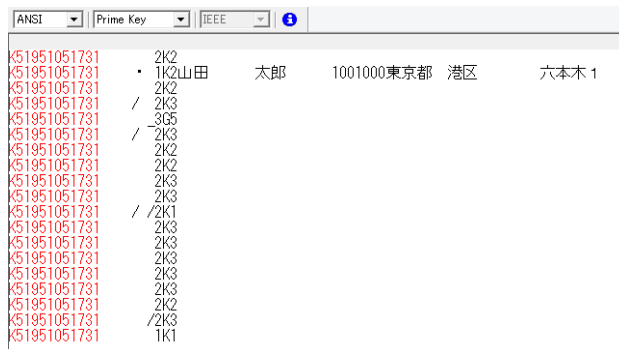 ANSI Prime Key IEEE
K51951051731 2K2
K51951051731 ・ 1K2山田 太郎 1001000東京都 港区 六本木1
K51951051731 2K2
K51951051731 / 2K3
K51951051731 _3G5
K51951051731 / 2K3
K51951051731 2K2
K51951051731 2K2
K51951051731 2K3
K51951051731 2K3
K51951051731 / /2K1
K51951051731 2K3
K51951051731 2K3
K51951051731 2K3
K51951051731 2K3
K51951051731 2K3
K51951051731 2K2
K51951051731 /2K3
K51951051731 1K1